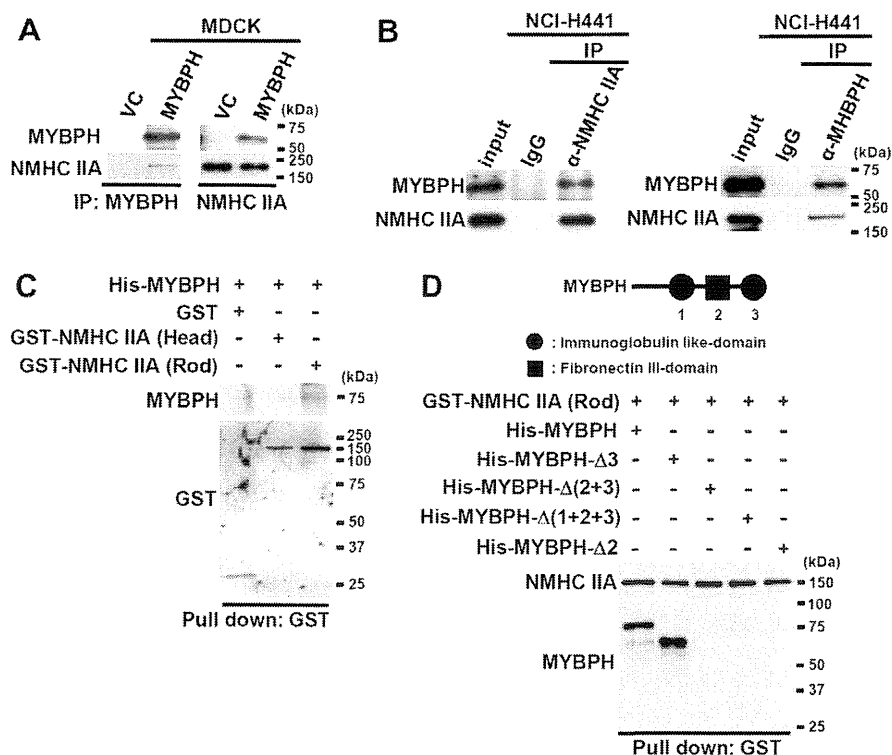 A
MDCK
VC
MYBPH
VC
MYBPH
(kDa)
MYBPH
75
50
NMHC IIA
250
150
IP: MYBPH
NMHC IIA
B
NCI-H441
IP
input
IgG
α-NMHC IIA
MYBPH
NMHC IIA
NCI-H441
IP
input
IgG
α-MHBPH
(kDa)
MYBPH
75
50
NMHC IIA
250
150
C
His-MYBPH + + +
GST + - -
GST-NMHC IIA (Head) - + -
GST-NMHC IIA (Rod) - - +
(kDa)
MYBPH
75
GST
250
150
100
75
50
37
25
Pull down: GST
D
MYBPH
1 2 3
: Immunoglobulin like-domain
: Fibronectin III-domain
GST-NMHC IIA (Rod) + + + + +
His-MYBPH + - - - -
His-MYBPH-Δ3 - + - - -
His-MYBPH-Δ(2+3) - - + - -
His-MYBPH-Δ(1+2+3) - - - + -
His-MYBPH-Δ2 - - - - +
(kDa)
NMHC IIA
150
100
75
MYBPH
50
37
25
Pull down: GST